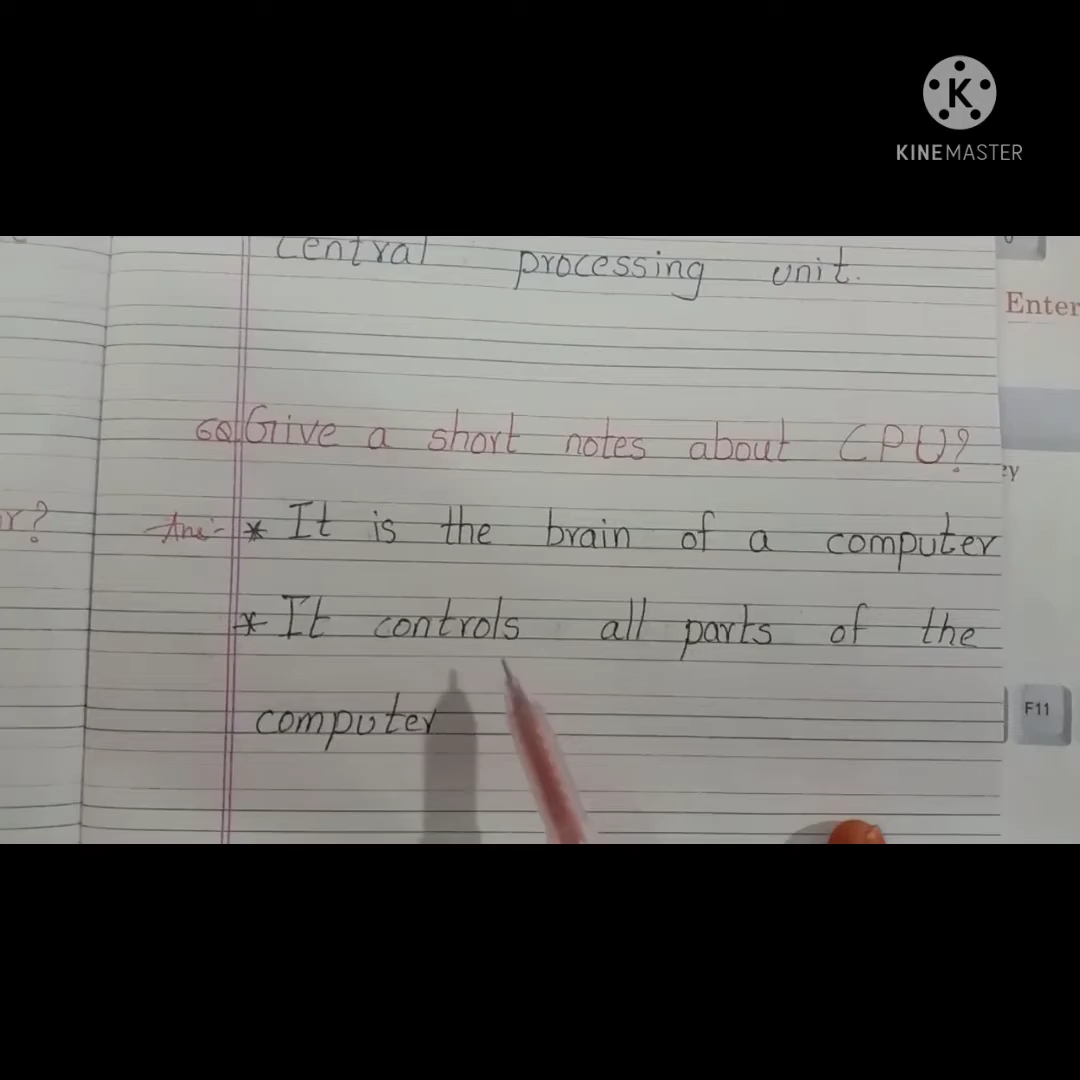 KINEMASTER
central processing unit.
Enter
6Q Give a short notes about CPU?
r?
Ans:- * It is the brain of a computer
* It controls all parts of the
computer
F11